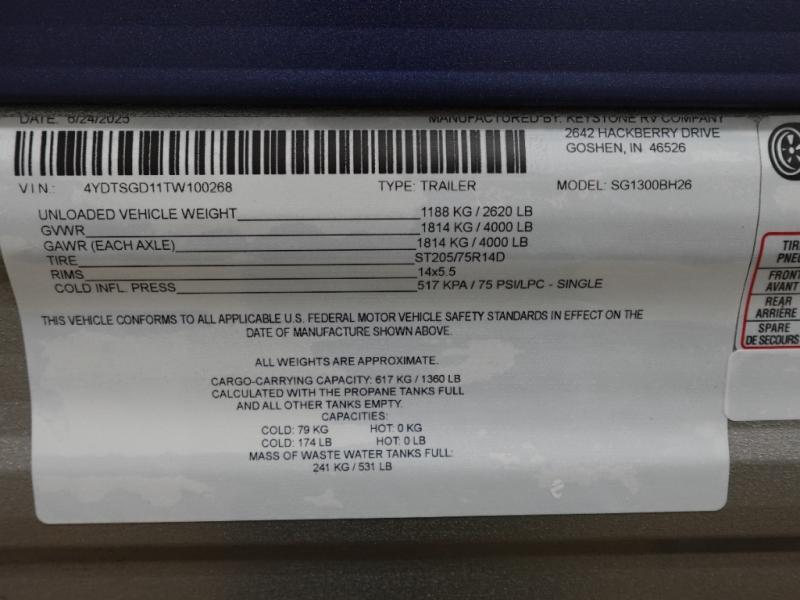 DATE: 6/24/2025
MANUFACTURED BY: KEYSTONE RV COMPANY
2642 HACKBERRY DRIVE
GOSHEN, IN 46526
VIN: 4YDTSGD11TW100268 TYPE: TRAILER MODEL: SG1300BH26
UNLOADED VEHICLE WEIGHT 1188 KG / 2620 LB
GVWR 1814 KG / 4000 LB
GAWR (EACH AXLE) 1814 KG / 4000 LB
TIRE ST205/75R14D
RIMS 14x5.5
COLD INFL. PRESS 517 KPA / 75 PSI/LPC - SINGLE
THIS VEHICLE CONFORMS TO ALL APPLICABLE U.S. FEDERAL MOTOR VEHICLE SAFETY STANDARDS IN EFFECT ON THE
DATE OF MANUFACTURE SHOWN ABOVE.
ALL WEIGHTS ARE APPROXIMATE.
CARGO-CARRYING CAPACITY: 617 KG / 1360 LB
CALCULATED WITH THE PROPANE TANKS FULL
AND ALL OTHER TANKS EMPTY.
CAPACITIES:
COLD: 79 KG HOT: 0 KG
COLD: 174 LB HOT: 0 LB
MASS OF WASTE WATER TANKS FULL:
241 KG / 531 LB
TIR
PNEU
FRONT
AVANT
REAR
ARRIÈRE
SPARE
DE SECOURS